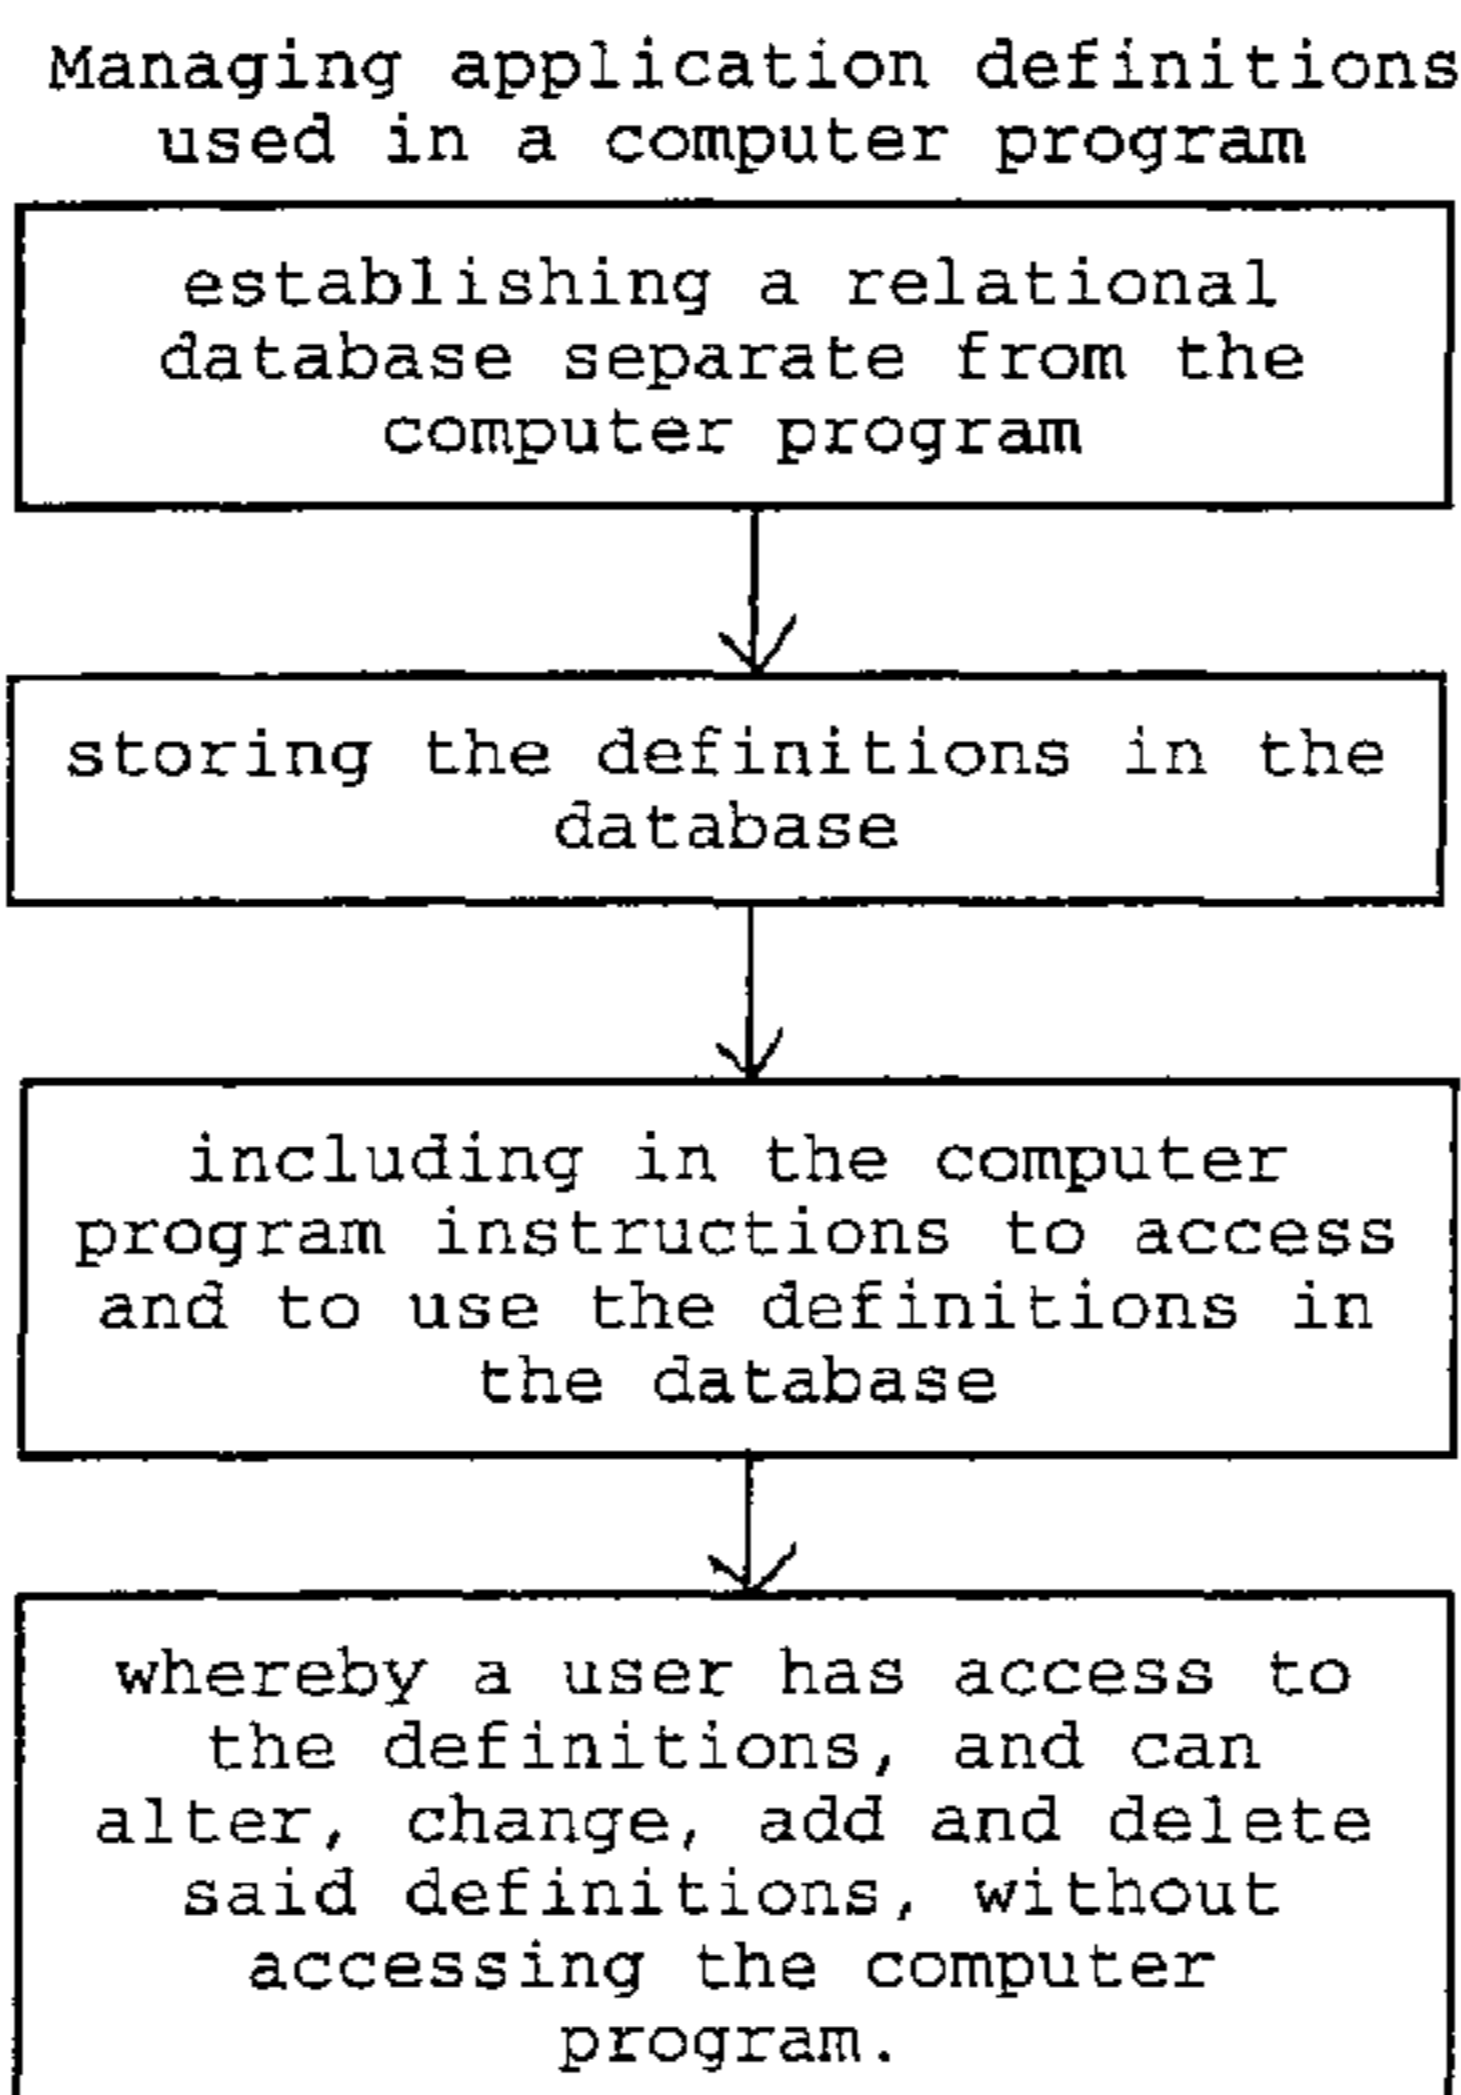 Managing application definitions
used in a computer program
establishing a relational
database separate from the
computer program
storing the definitions in the
database
including in the computer
program instructions to access
and to use the definitions in
the database
whereby a user has access to
the definitions, and can
alter, change, add and delete
said definitions, without
accessing the computer
program.